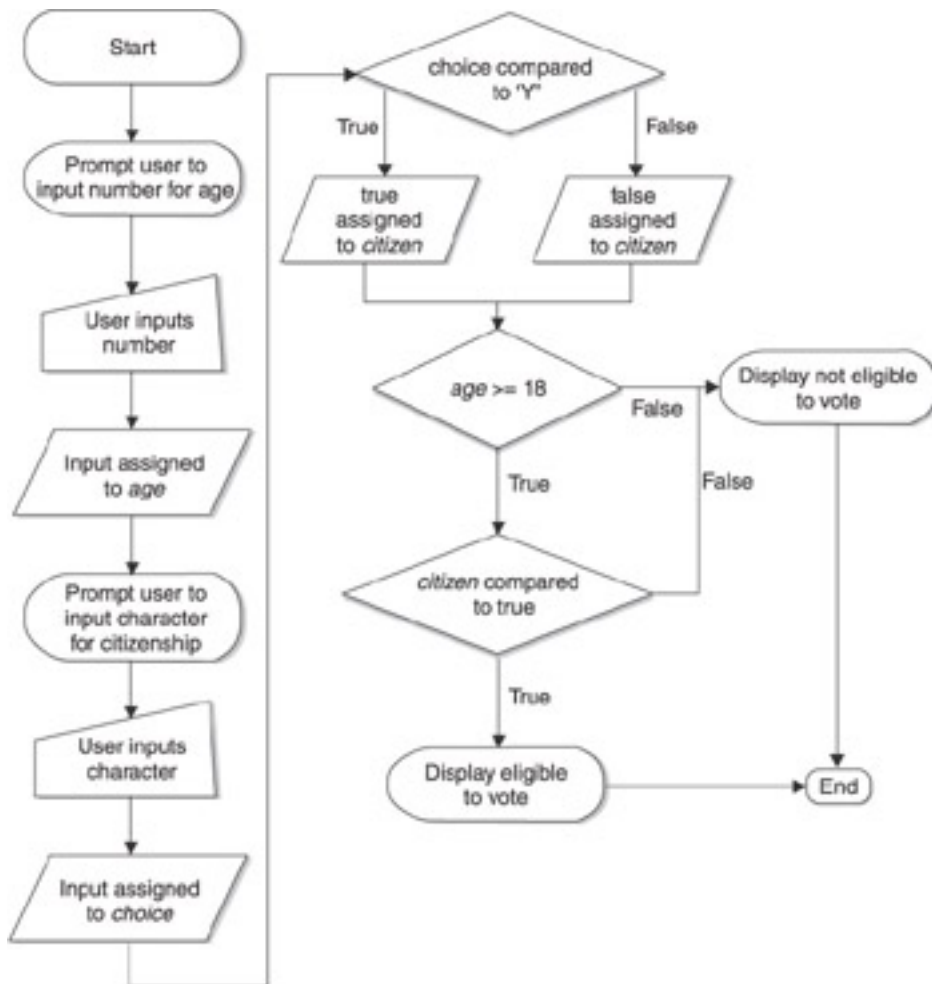 Start
Prompt user to
input number for age
User inputs
number
Input assigned
to age
Prompt user to
input character
for citizenship
User inputs
character
Input assigned
to choice
choice compared
to 'Y'
True
False
true
assigned
to citizen
false
assigned
to citizen
age >= 18
False
Display not eligible
to vote
True
False
citizen compared
to true
True
Display eligible
to vote
End